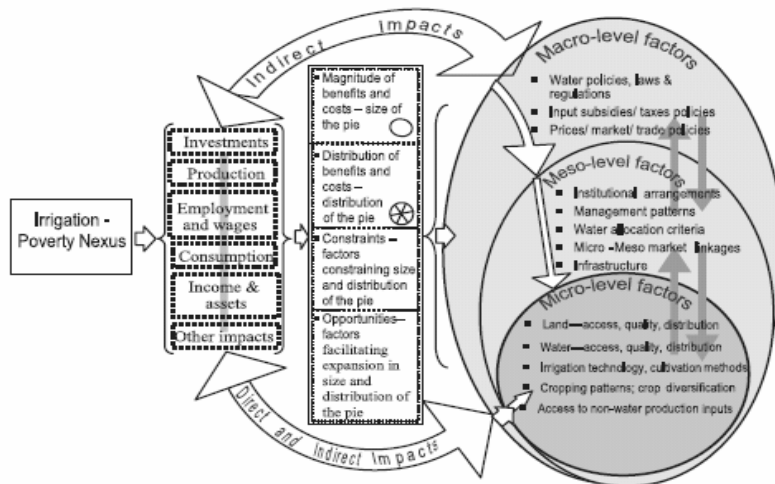 Indirect Impacts
Irrigation -
Poverty Nexus
Investments
Production
Employment
and wages
Consumption
Income &
assets
Other impacts
Magnitude of
benefits and
costs – size of
the pie
Distribution of
benefits and
costs –
distribution
of the pie
Constraints –
factors
constraining size
and distribution
of the pie
Opportunities—
factors
facilitating
expansion in
size and
distribution of
the pie
Direct and Indirect Impacts
Macro-level factors
Water policies, laws &
regulations
Input subsidies/ taxes policies
Prices/ market/ trade policies
Meso-level factors
Institutional arrangements
Management patterns
Water allocation criteria
Micro -Meso market linkages
Infrastructure
Micro-level factors
Land—access, quality, distribution
Water—access, quality, distribution
Irrigation technology, cultivation methods
Cropping patterns; crop diversification
Access to non-water production inputs